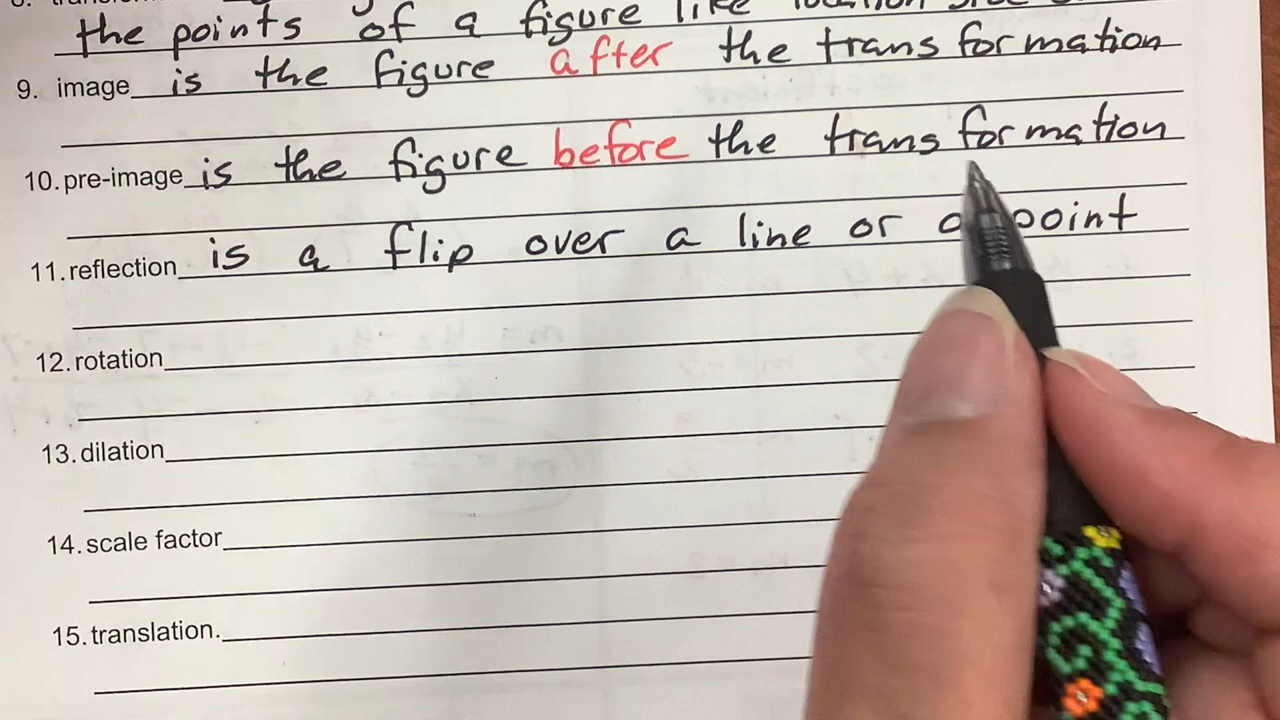 the points of a figure like location size
9. image is the figure after the transformation
10. pre-image is the figure before the transformation
11. reflection is a flip over a line or a point
12. rotation
13. dilation
14. scale factor
15. translation.